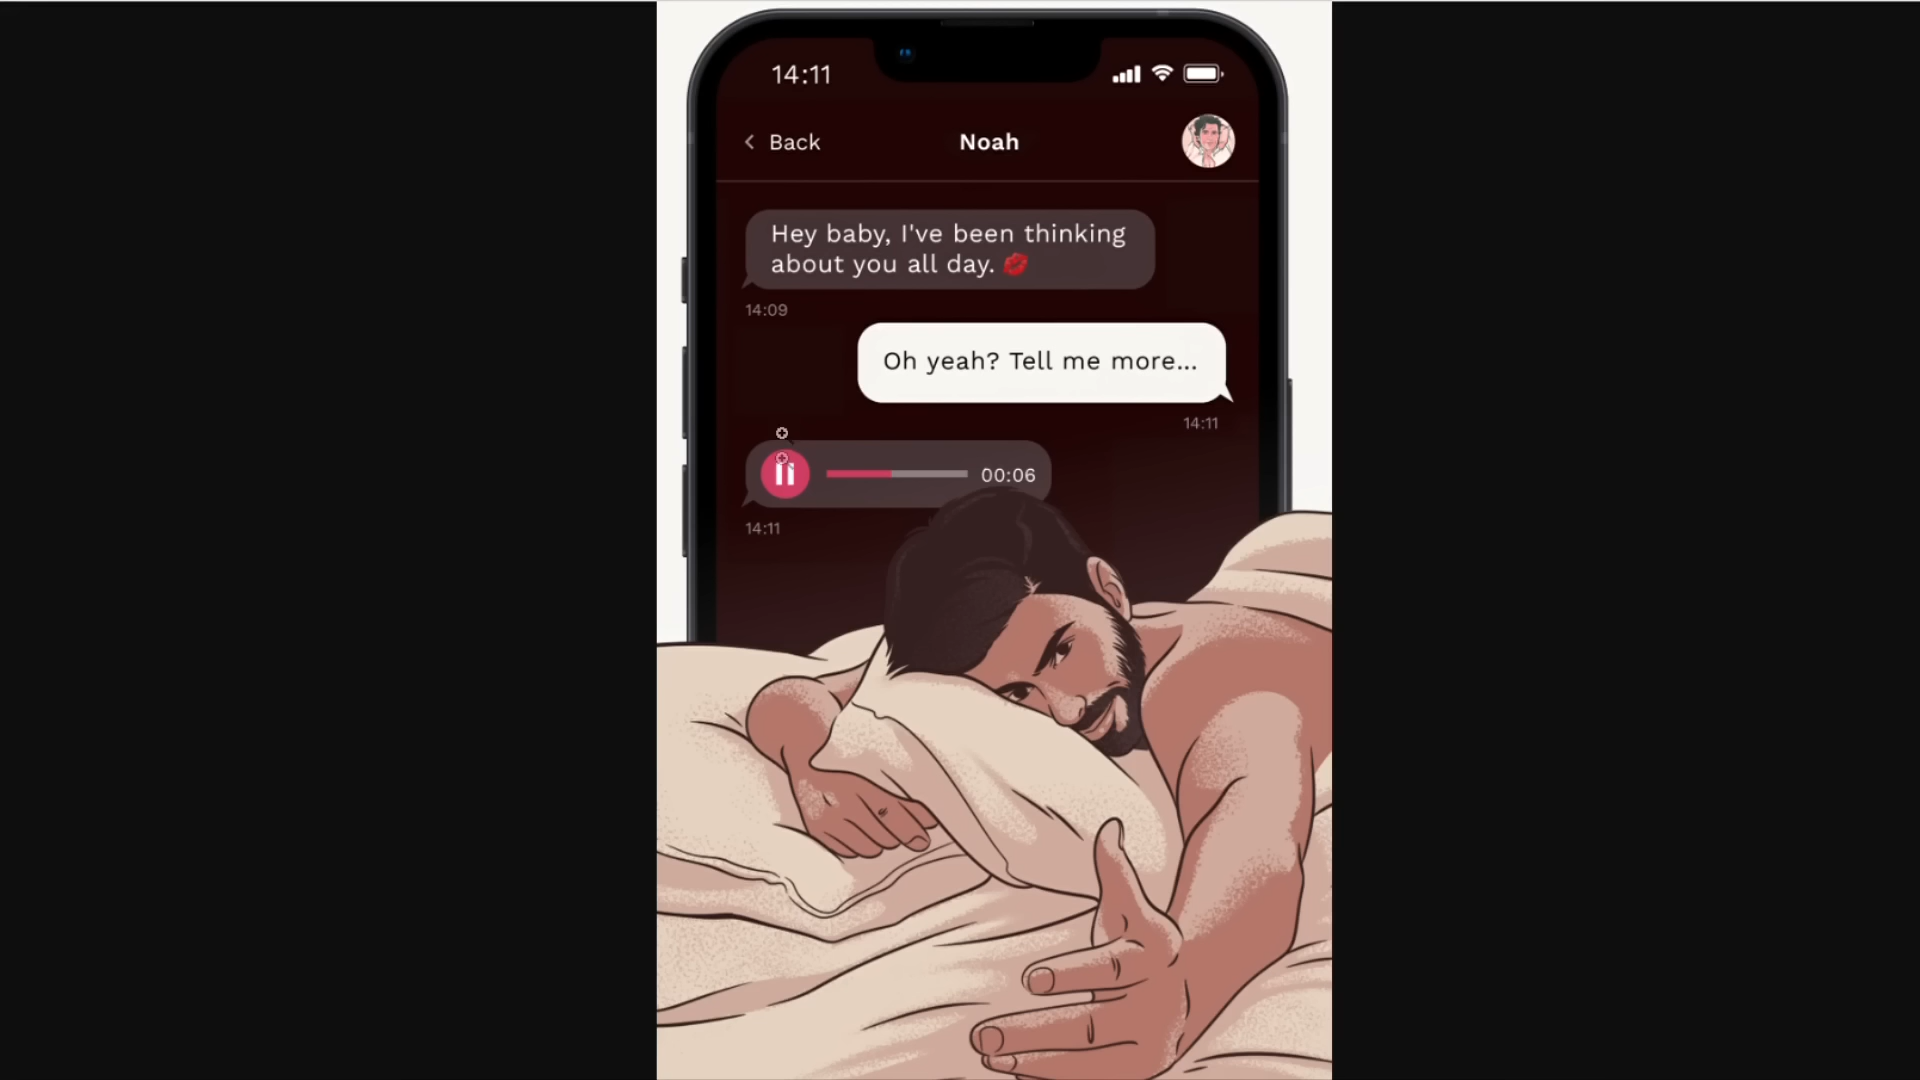 14:11
Back
Noah
Hey baby, I've been thinking
about you all day. 💋
14:09
Oh yeah? Tell me more...
14:11
00:06
14:11